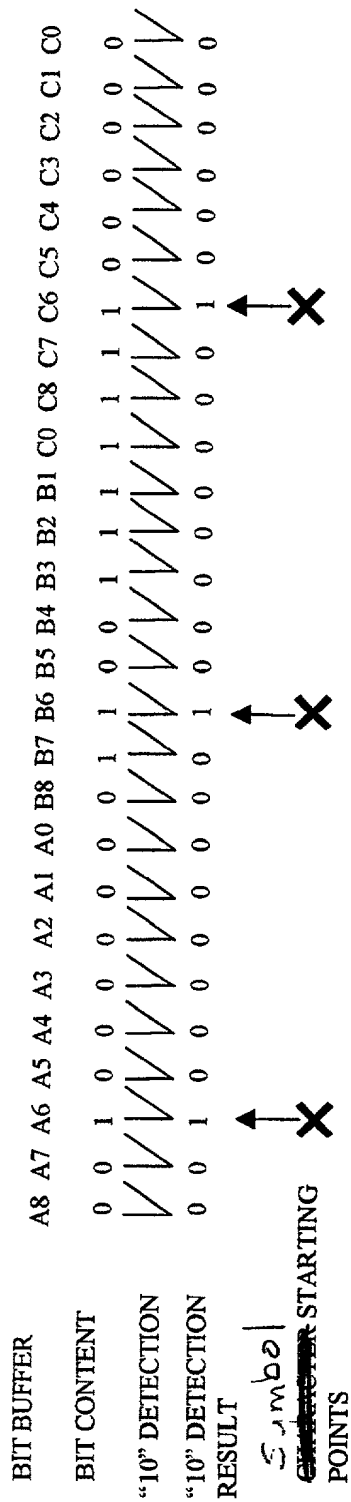 BIT BUFFER A8 A7 A6 A5 A4 A3 A2 A1 A0 B8 B7 B6 B5 B4 B3 B2 B1 C0 C8 C7 C6 C5 C4 C3 C2 C1 C0
BIT CONTENT 0 0 1 0 0 0 0 0 0 0 1 1 0 0 1 1 1 1 1 1 1 0 0 0 0 0 0
"10" DETECTION
"10" DETECTION 0 0 1 0 0 0 0 0 0 0 0 1 0 0 0 0 0 0 0 0 1 0 0 0 0 0 0
RESULT
Symbol
STARTING
POINTS